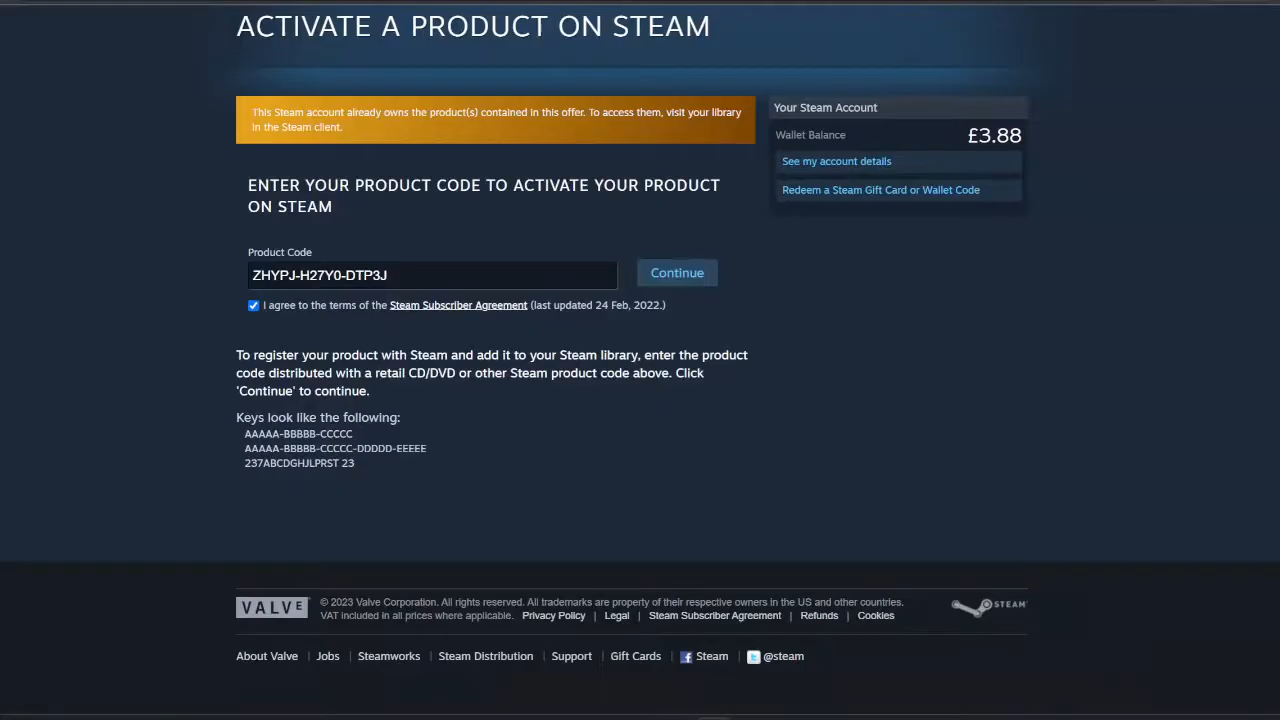 ACTIVATE A PRODUCT ON STEAM
This Steam account already owns the product(s) contained in this offer. To access them, visit your library
in the Steam client.
Your Steam Account
Wallet Balance £3.88
See my account details
Redeem a Steam Gift Card or Wallet Code
ENTER YOUR PRODUCT CODE TO ACTIVATE YOUR PRODUCT
ON STEAM
Product Code
ZHYPJ-H27Y0-DTP3J
Continue
I agree to the terms of the Steam Subscriber Agreement (last updated 24 Feb, 2022.)
To register your product with Steam and add it to your Steam library, enter the product
code distributed with a retail CD/DVD or other Steam product code above. Click
'Continue' to continue.
Keys look like the following:
AAAAA-BBBBB-CCCCC
AAAAA-BBBBB-CCCCC-DDDDD-EEEEE
237ABCDGHJLPRST 23
VALVE
© 2023 Valve Corporation. All rights reserved. All trademarks are property of their respective owners in the US and other countries.
VAT included in all prices where applicable. Privacy Policy | Legal | Steam Subscriber Agreement | Refunds | Cookies
STEAM
About Valve | Jobs | Steamworks | Steam Distribution | Support | Gift Cards | Steam | @steam